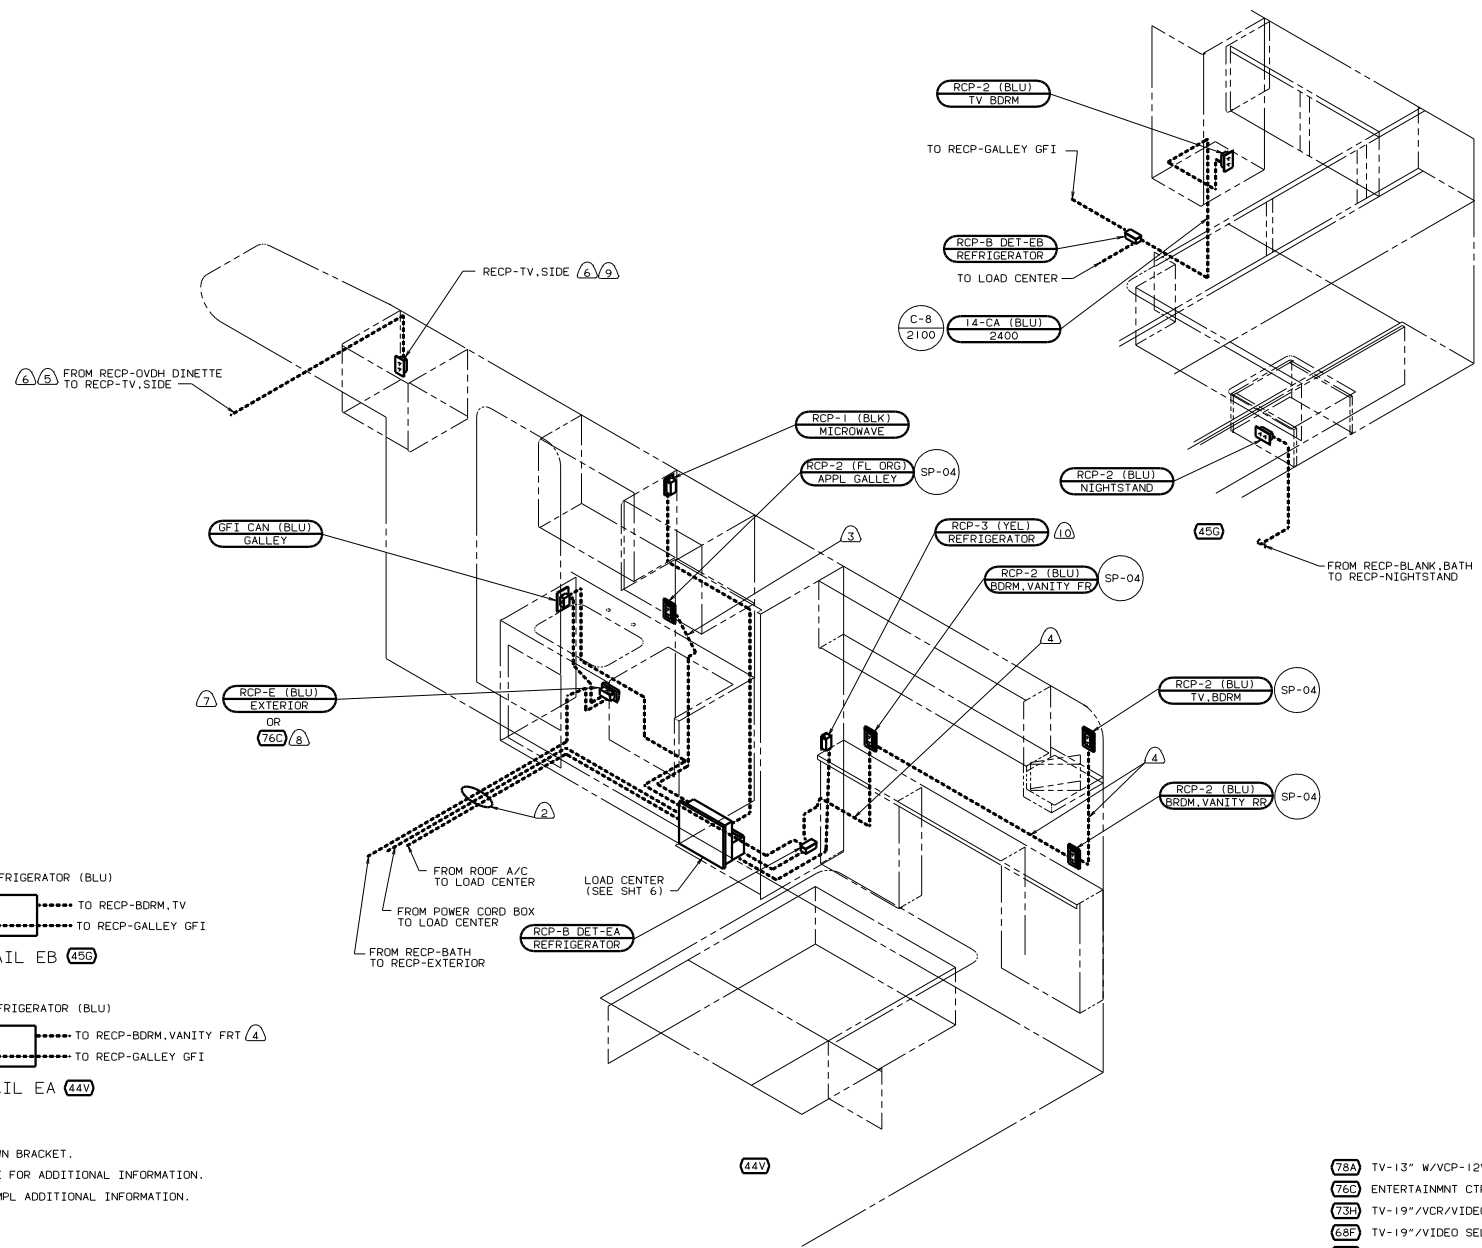 RCP-2 (BLU)
TV BDRM
TO RECP-GALLEY GFI
RCP-B DET-EB
REFRIGERATOR
TO LOAD CENTER
C-8
2100
14-CA (BLU)
2400
RECP-TV,SIDE 6 9
6 5 FROM RECP-OVDH DINETTE
TO RECP-TV,SIDE
RCP-1 (BLK)
MICROWAVE
RCP-2 (FL ORG)
APPL GALLEY
SP-04
RCP-2 (BLU)
NIGHTSTAND
45G
FROM RECP-BLANK,BATH
TO RECP-NIGHTSTAND
GFI CAN (BLU)
GALLEY
3
RCP-3 (YEL)
REFRIGERATOR
10
RCP-2 (BLU)
BDRM,VANITY FR
SP-04
4
7
RCP-E (BLU)
EXTERIOR
OR
76C 8
RCP-2 (BLU)
TV,BDRM
SP-04
4
RCP-2 (BLU)
BRDM,VANITY RR
SP-04
2
FROM ROOF A/C
TO LOAD CENTER
LOAD CENTER
(SEE SHT 6)
FROM POWER CORD BOX
TO LOAD CENTER
RCP-B DET-EA
REFRIGERATOR
FROM RECP-BATH
TO RECP-EXTERIOR
FRIGERATOR (BLU)
TO RECP-BDRM,TV
TO RECP-GALLEY GFI
AIL EB 45G
FRIGERATOR (BLU)
TO RECP-BDRM,VANITY FRT 4
TO RECP-GALLEY GFI
AIL EA 44V
WN BRACKET.
E FOR ADDITIONAL INFORMATION.
MPL ADDITIONAL INFORMATION.
44V
78A TV-13" W/VCP-12V
76C ENTERTAINMNT CTR
73H TV-19"/VCR/VIDEO
68F TV-19"/VIDEO SEL